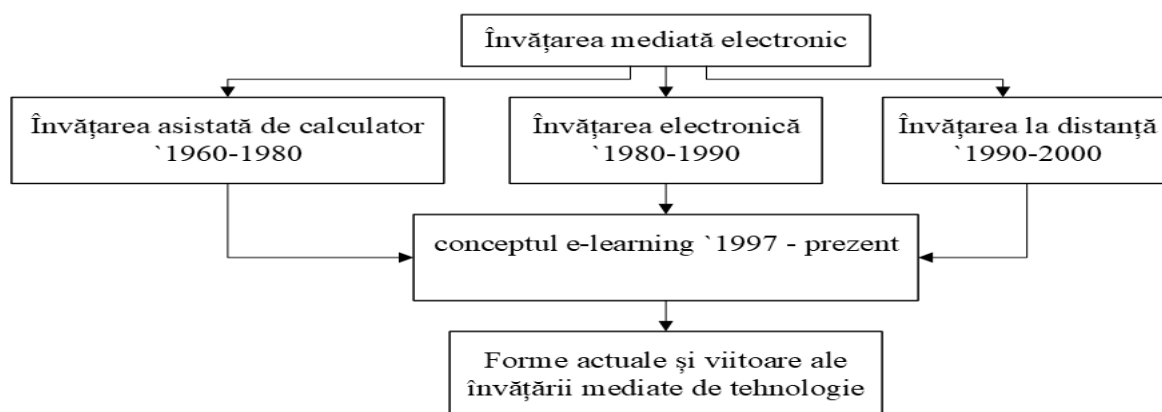 Învățarea mediată electronic
Învățarea asistată de calculator
`1960-1980
Învățarea electronică
`1980-1990
Învățarea la distanță
`1990-2000
conceptul e-learning `1997 - prezent
Forme actuale și viitoare ale
învățării mediate de tehnologie